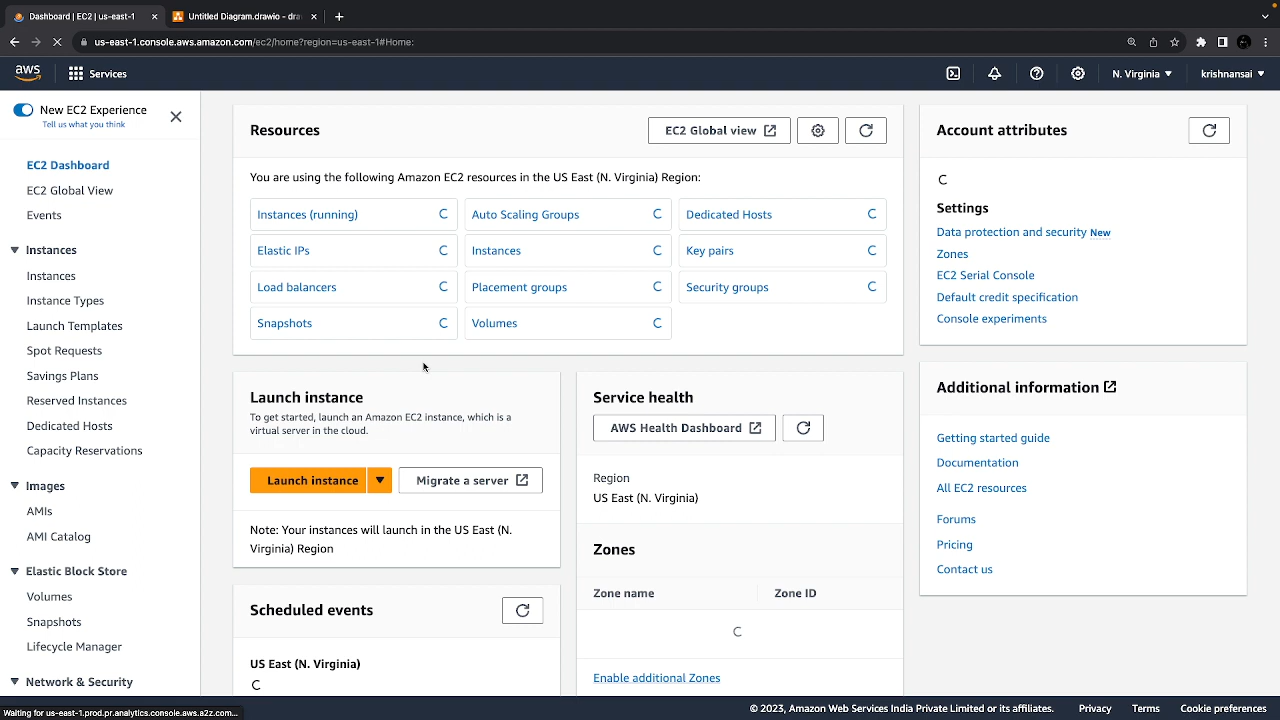 Dashboard | EC2 | us-east-1
Untitled Diagram.drawio - dra
us-east-1.console.aws.amazon.com/ec2/home?region=us-east-1#Home:
aws
Services
N. Virginia
krishnansai
New EC2 Experience
Tell us what you think
EC2 Dashboard
EC2 Global View
Events
Instances
Instances
Instance Types
Launch Templates
Spot Requests
Savings Plans
Reserved Instances
Dedicated Hosts
Capacity Reservations
Images
AMIs
AMI Catalog
Elastic Block Store
Volumes
Snapshots
Lifecycle Manager
Network & Security
Resources
EC2 Global view
You are using the following Amazon EC2 resources in the US East (N. Virginia) Region:
Instances (running)
Auto Scaling Groups
Dedicated Hosts
Elastic IPs
Instances
Key pairs
Load balancers
Placement groups
Security groups
Snapshots
Volumes
Launch instance
To get started, launch an Amazon EC2 instance, which is a
virtual server in the cloud.
Launch instance
Migrate a server
Note: Your instances will launch in the US East (N.
Virginia) Region
Scheduled events
US East (N. Virginia)
Service health
AWS Health Dashboard
Region
US East (N. Virginia)
Zones
Zone name
Zone ID
Enable additional Zones
Account attributes
Settings
Data protection and security New
Zones
EC2 Serial Console
Default credit specification
Console experiments
Additional information
Getting started guide
Documentation
All EC2 resources
Forums
Pricing
Contact us
Waiting for us-east-1.prod.pr.analytics.console.aws.a2z.com...
© 2023, Amazon Web Services India Private Limited or its affiliates.
Privacy
Terms
Cookie preferences